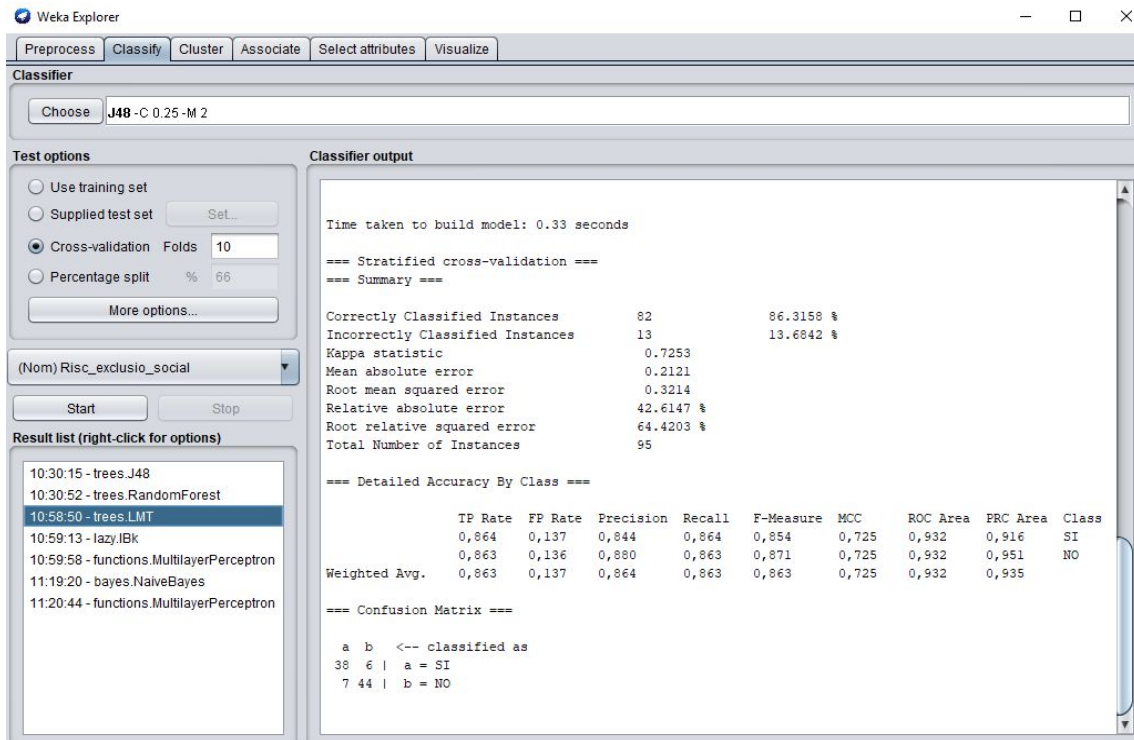 Weka Explorer
Preprocess Classify Cluster Associate Select attributes Visualize
Classifier
Choose J48 -C 0.25 -M 2
Test options
Use training set
Supplied test set Set...
Cross-validation Folds 10
Percentage split % 66
More options...
(Nom) Risc_exclusio_social
Start Stop
Result list (right-click for options)
10:30:15 - trees.J48
10:30:52 - trees.RandomForest
10:58:50 - trees.LMT
10:59:13 - lazy.IBk
10:59:58 - functions.MultilayerPerceptron
11:19:20 - bayes.NaiveBayes
11:20:44 - functions.MultilayerPerceptron
Classifier output
Time taken to build model: 0.33 seconds
=== Stratified cross-validation ===
=== Summary ===
Correctly Classified Instances 82 86.3158 %
Incorrectly Classified Instances 13 13.6842 %
Kappa statistic 0.7253
Mean absolute error 0.2121
Root mean squared error 0.3214
Relative absolute error 42.6147 %
Root relative squared error 64.4203 %
Total Number of Instances 95
=== Detailed Accuracy By Class ===
TP Rate FP Rate Precision Recall F-Measure MCC ROC Area PRC Area Class
0,864 0,137 0,844 0,864 0,854 0,725 0,932 0,916 SI
0,863 0,136 0,880 0,863 0,871 0,725 0,932 0,951 NO
Weighted Avg. 0,863 0,137 0,864 0,863 0,863 0,725 0,932 0,935
=== Confusion Matrix ===
a b <-- classified as
38 6 | a = SI
7 44 | b = NO